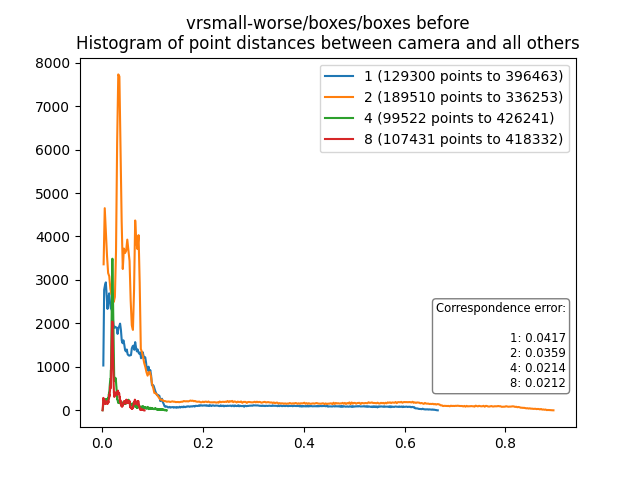 vrsmall-worse/boxes/boxes before
Histogram of point distances between camera and all others
8000
7000
6000
5000
4000
3000
2000
1000
0
1 (129300 points to 396463)
2 (189510 points to 336253)
4 (99522 points to 426241)
8 (107431 points to 418332)
Correspondence error:
1: 0.0417
2: 0.0359
4: 0.0214
8: 0.0212
0.0 0.2 0.4 0.6 0.8